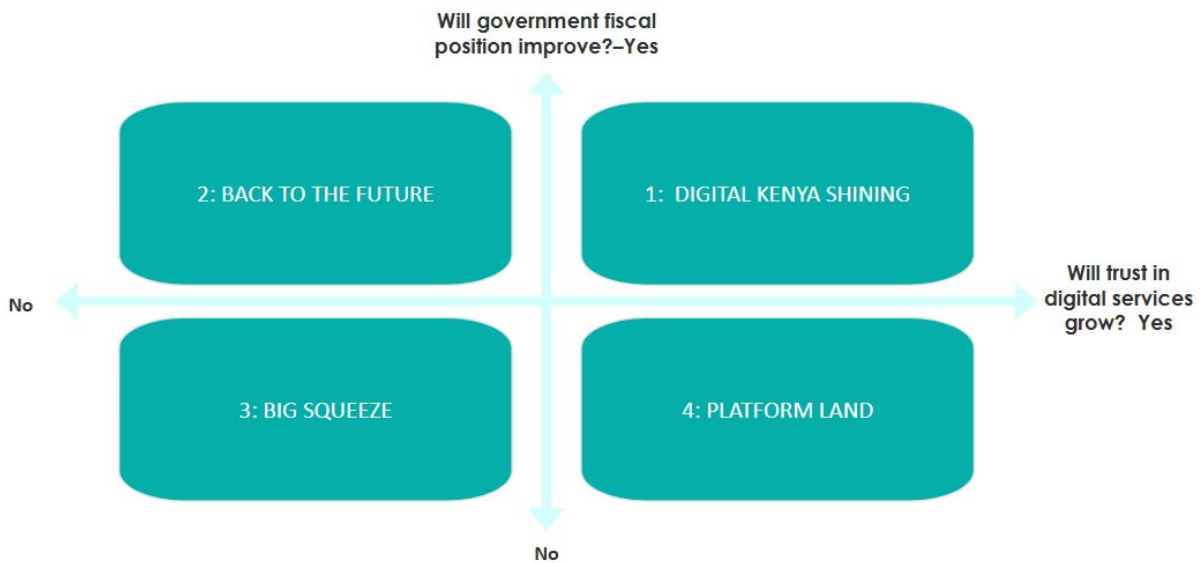 Will government fiscal
position improve?–Yes
2: BACK TO THE FUTURE
1: DIGITAL KENYA SHINING
No
Will trust in
digital services
grow? Yes
3: BIG SQUEEZE
4: PLATFORM LAND
No